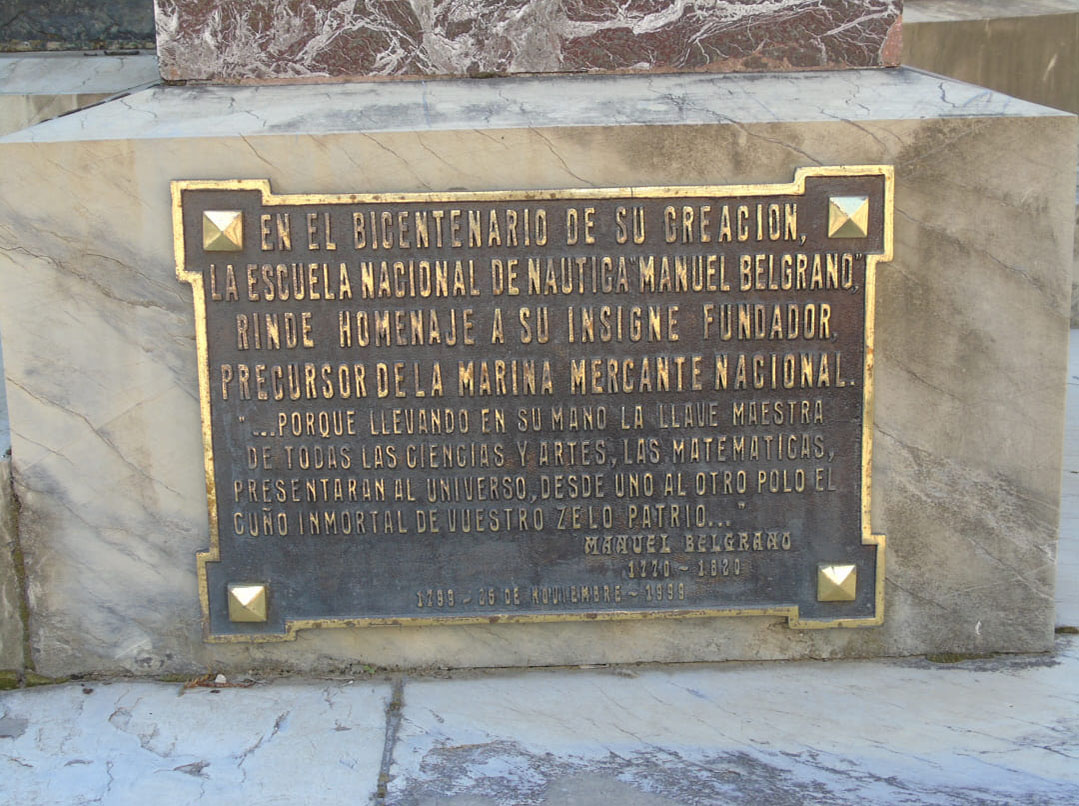 EN EL BICENTENARIO DE SU CREACION,
LA ESCUELA NACIONAL DE NAUTICA "MANUEL BELGRANO",
RINDE HOMENAJE A SU INSIGNE FUNDADOR,
PRECURSOR DE LA MARINA MERCANTE NACIONAL.
"...PORQUE LLEVANDO EN SU MANO LA LLAVE MAESTRA
DE TODAS LAS CIENCIAS Y ARTES, LAS MATEMATICAS,
PRESENTARAN AL UNIVERSO, DESDE UNO AL OTRO POLO EL
CUÑO INMORTAL DE VUESTRO ZELO PATRIO..."
MANUEL BELGRANO
1770 - 1820
1799 - 25 DE NOVIEMBRE - 1999